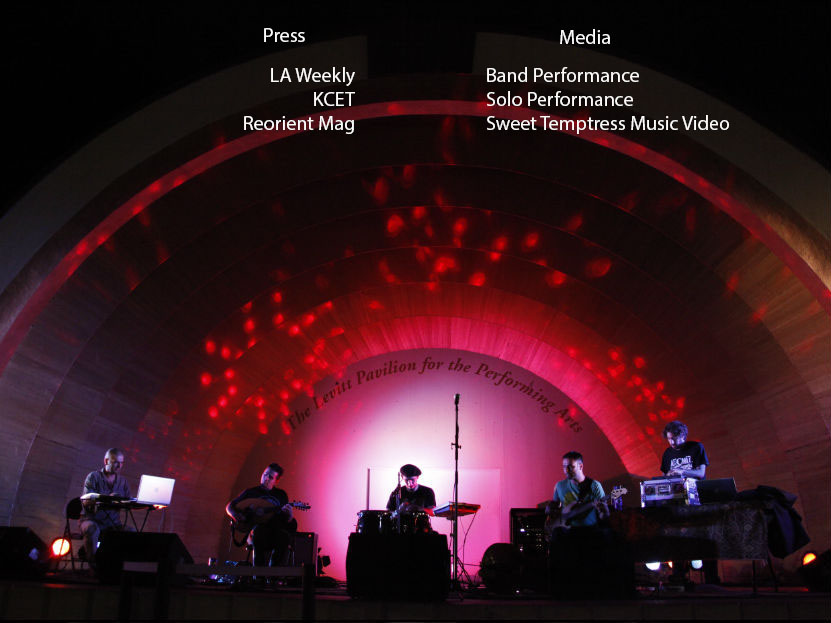 Press
LA Weekly
KCET
Reorient Mag
Media
Band Performance
Solo Performance
Sweet Temptress Music Video
The Levitt Pavilion for the Performing Arts